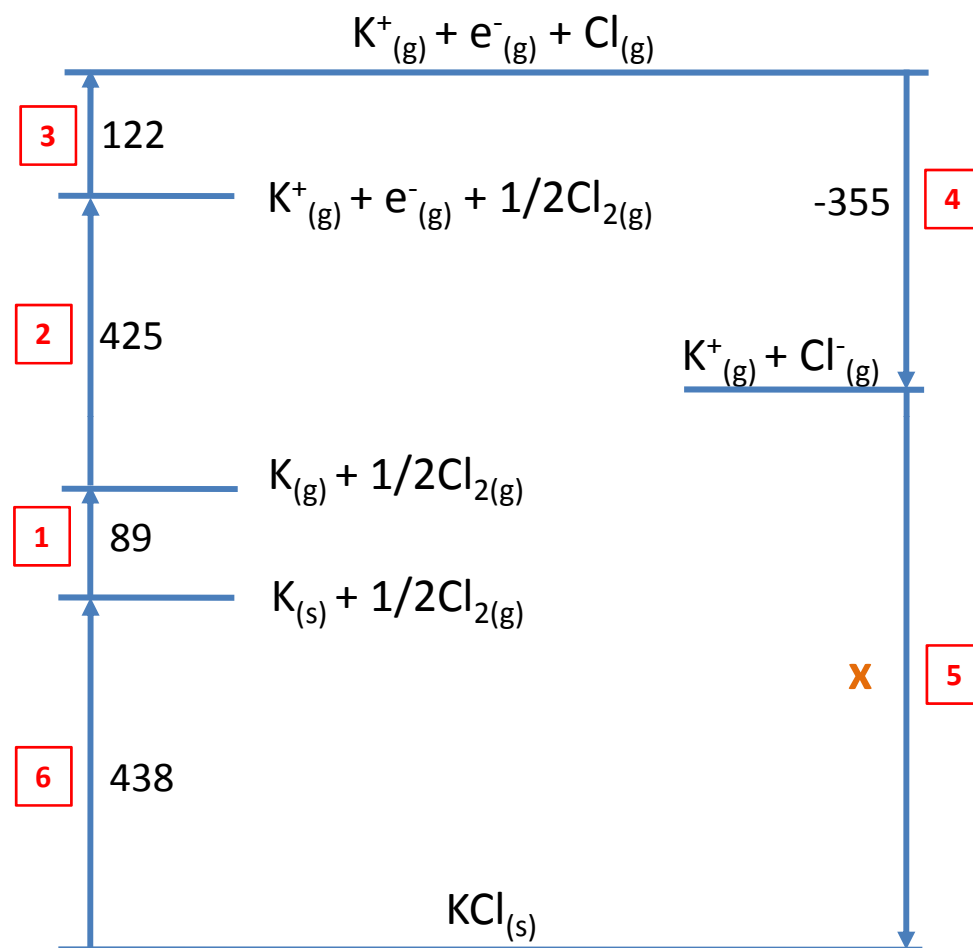 K⁺(g) + e⁻(g) + Cl(g)
3 122
K⁺(g) + e⁻(g) + 1/2Cl₂(g)
-355 4
2 425
K⁺(g) + Cl⁻(g)
K(g) + 1/2Cl₂(g)
1 89
K(s) + 1/2Cl₂(g)
x 5
6 438
KCl(s)